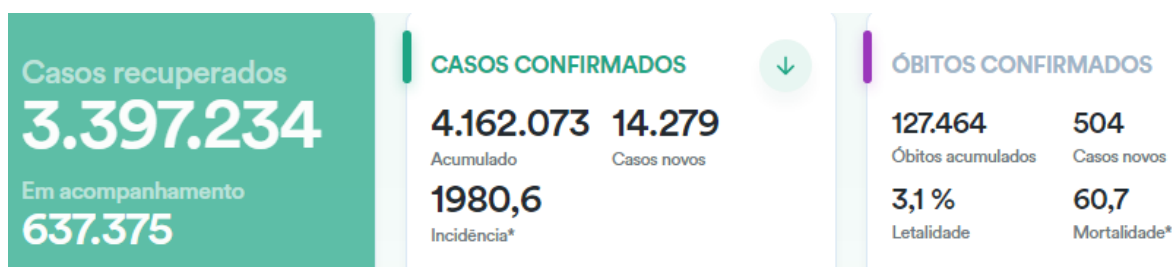 Casos recuperados
3.397.234
Em acompanhamento
637.375
CASOS CONFIRMADOS
4.162.073 14.279
Acumulado Casos novos
1980,6
Incidência*
ÓBITOS CONFIRMADOS
127.464 504
Óbitos acumulados Casos novos
3,1 % 60,7
Letalidade Mortalidade*